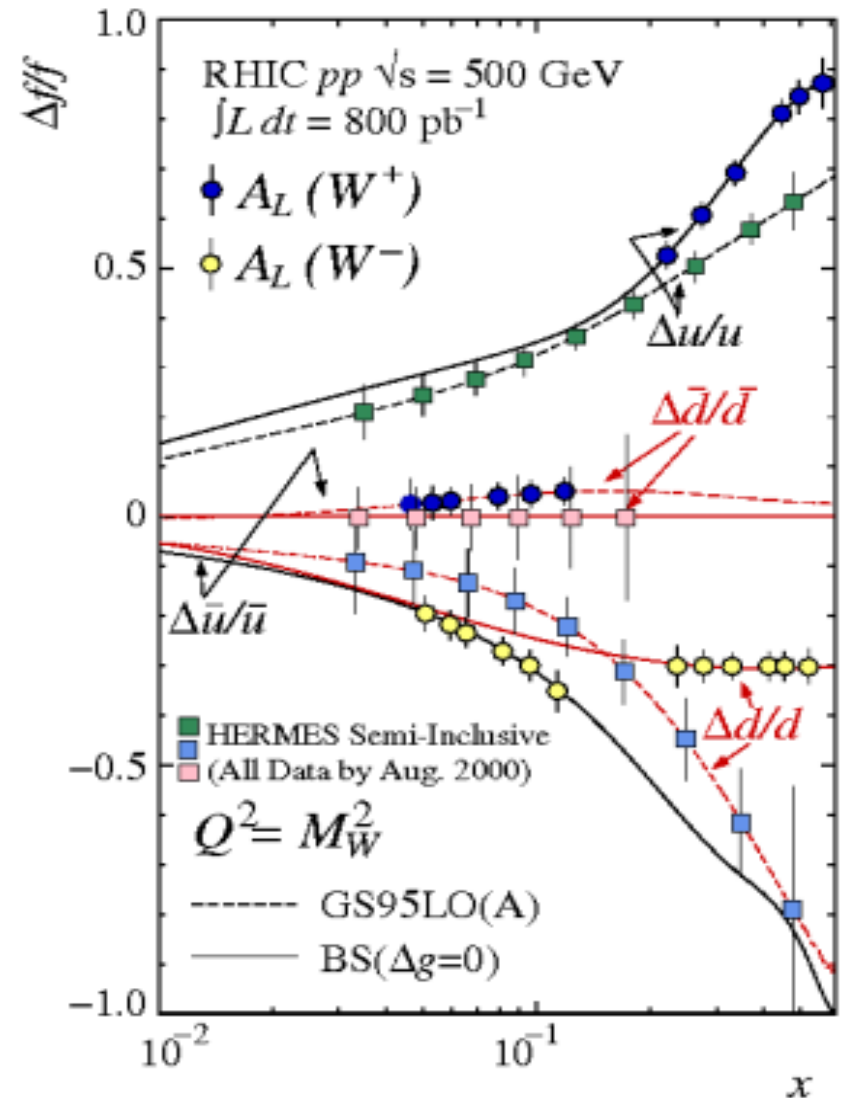 1.0
Δf/f
RHIC pp √s = 500 GeV
∫L dt = 800 pb⁻¹
A_L (W⁺)
A_L (W⁻)
0.5
Δu/u
Δd̄/d̄
0
Δū/ū
Δd/d
HERMES Semi-Inclusive
(All Data by Aug. 2000)
−0.5
Q² = M²_W
GS95LO(A)
BS(Δg=0)
−1.0
10⁻²
10⁻¹
x